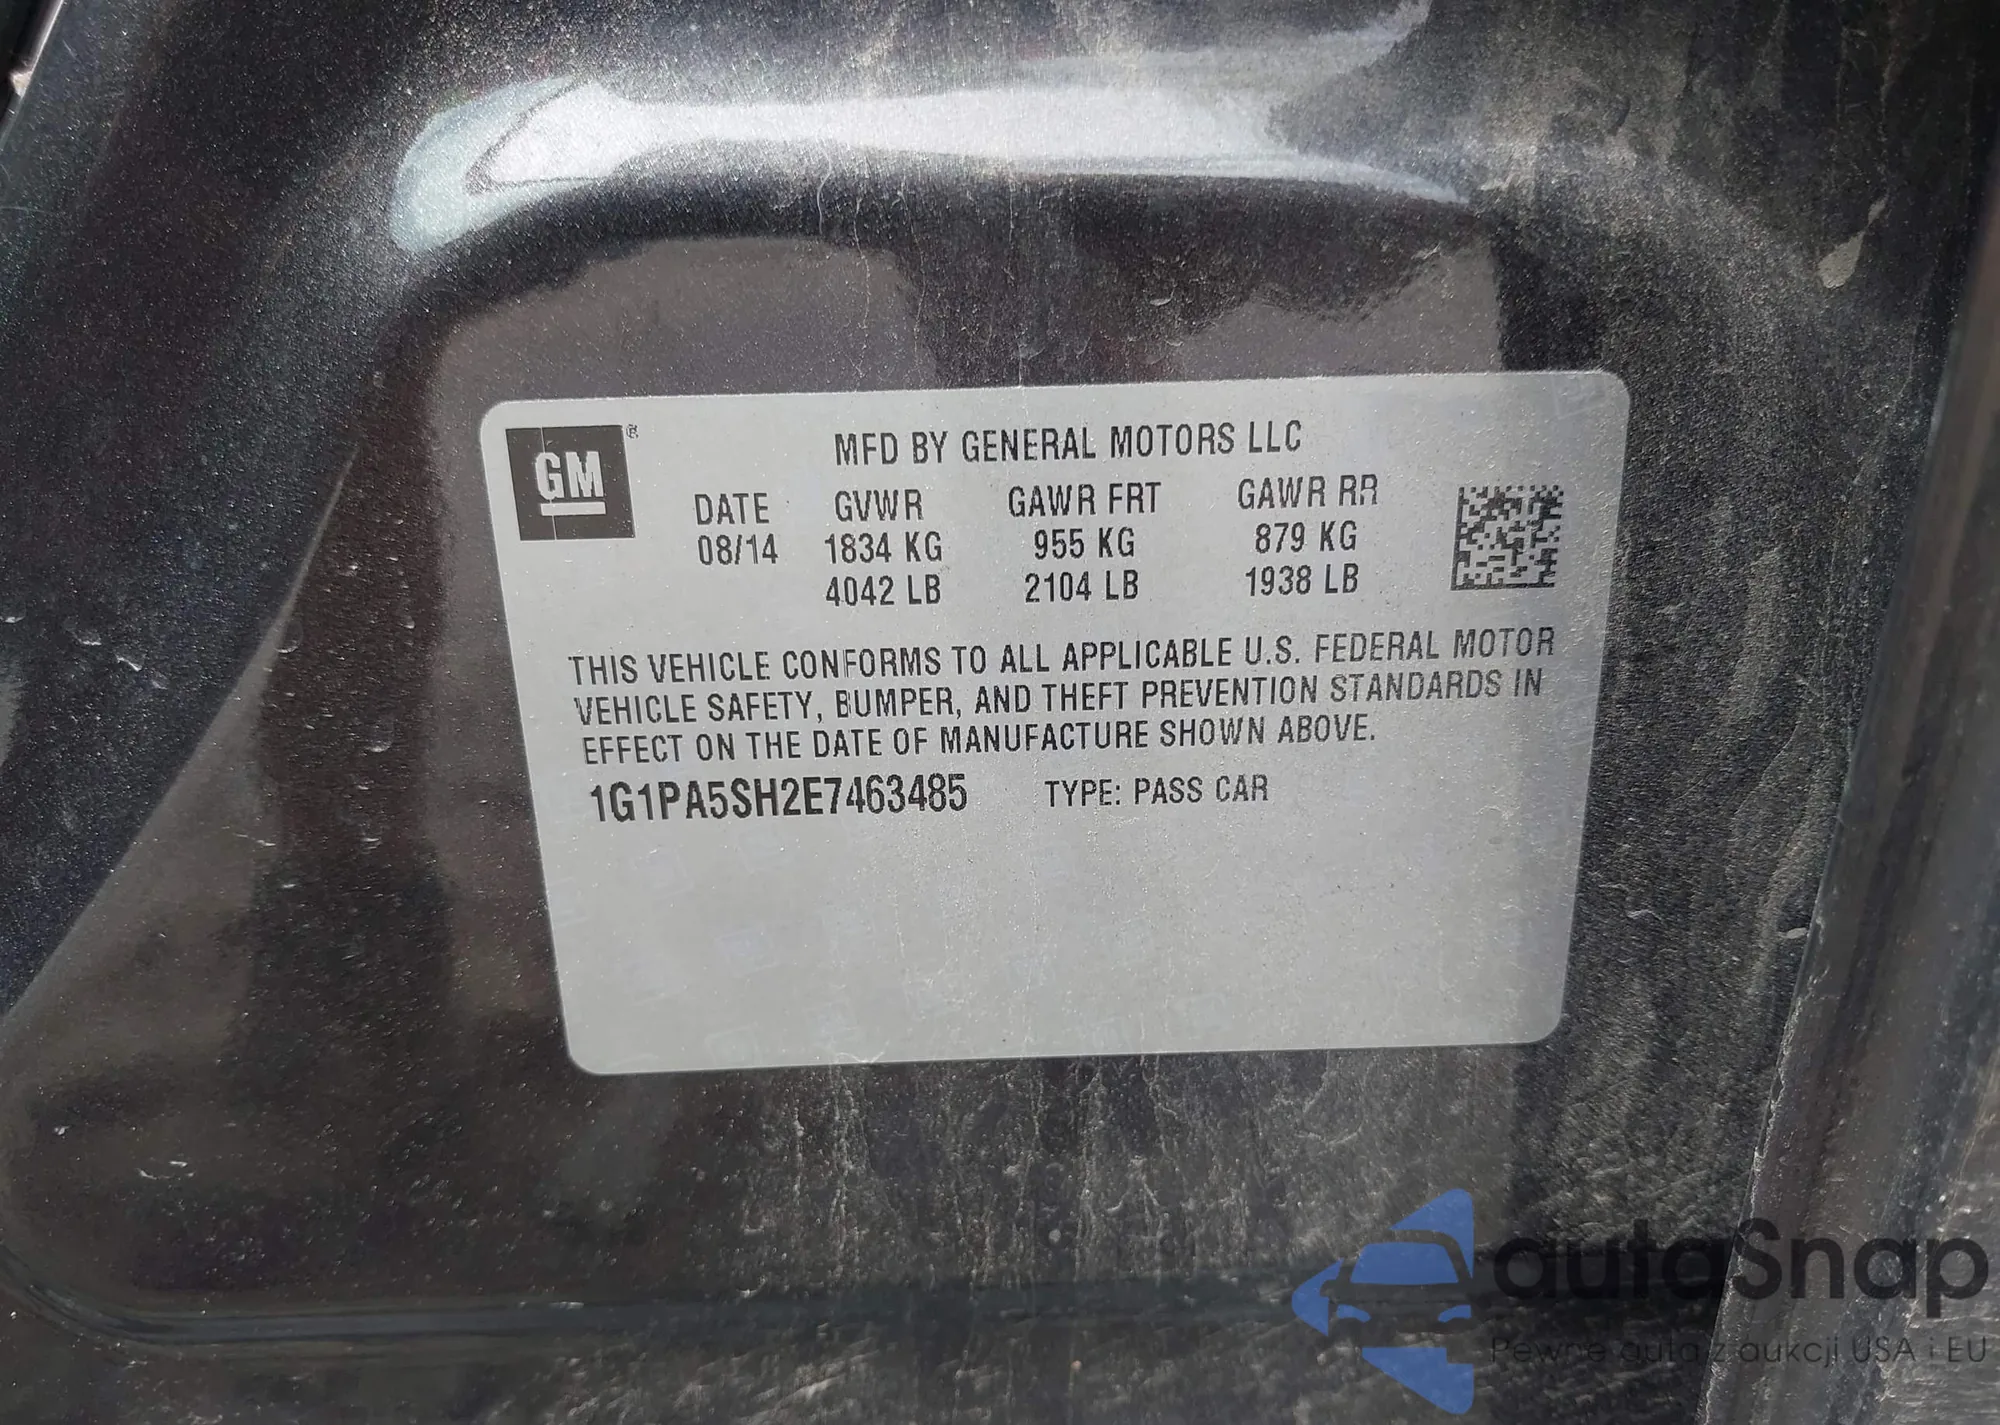 GM®
MFD BY GENERAL MOTORS LLC
DATE GVWR GAWR FRT GAWR RR
08/14 1834 KG 955 KG 879 KG
4042 LB 2104 LB 1938 LB
THIS VEHICLE CONFORMS TO ALL APPLICABLE U.S. FEDERAL MOTOR
VEHICLE SAFETY, BUMPER, AND THEFT PREVENTION STANDARDS IN
EFFECT ON THE DATE OF MANUFACTURE SHOWN ABOVE.
1G1PA5SH2E7463485 TYPE: PASS CAR
autaSnap
Pewne auta z aukcji USA i EU